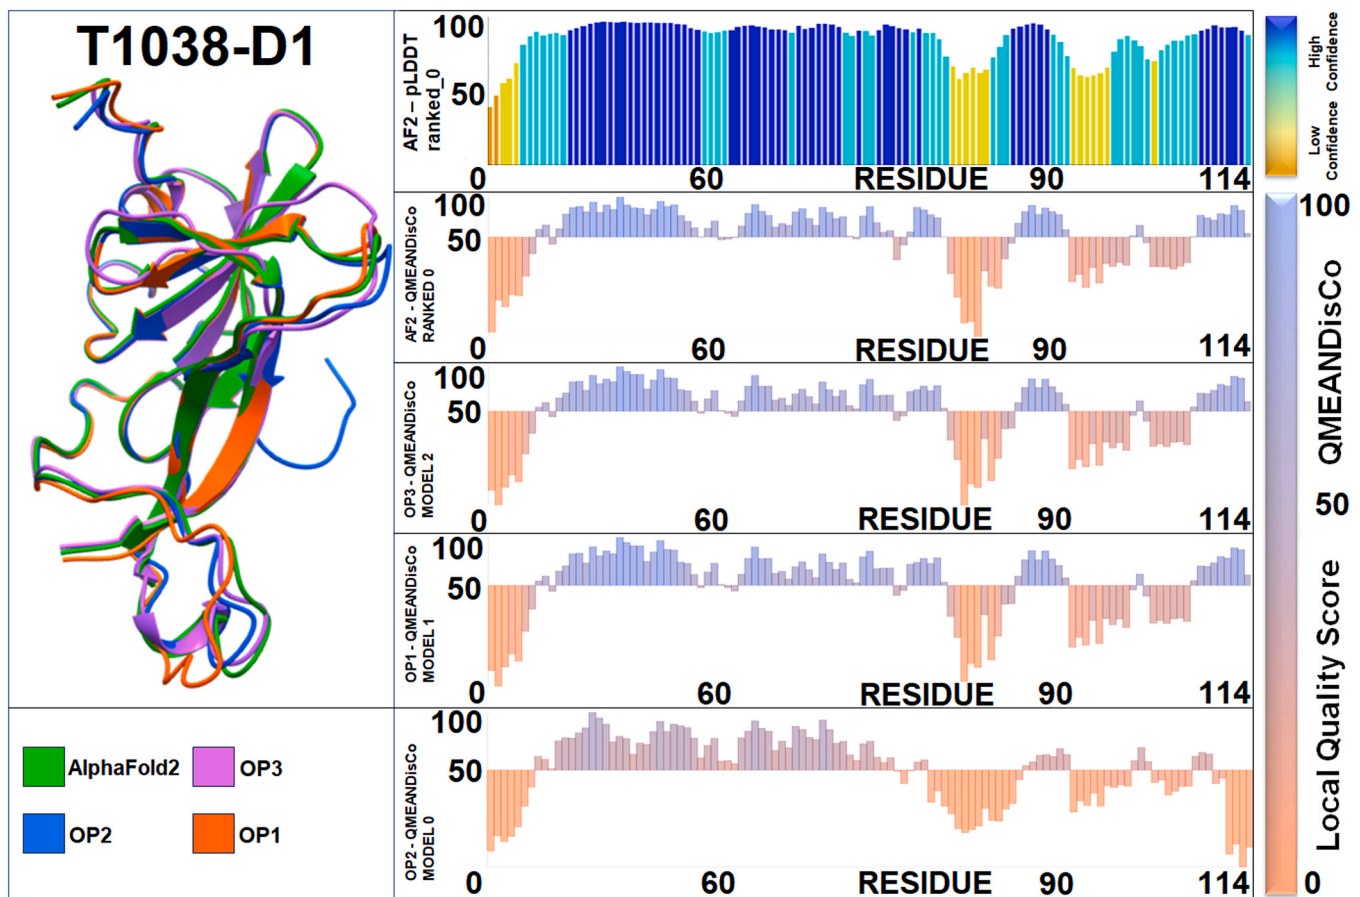 T1038-D1
AlphaFold2
OP3
OP2
OP1
AF2 – pLDDT
ranked_0
100
50
0
60
RESIDUE
90
114
AF2 - QMEANDisCo
RANKED 0
100
50
0
60
RESIDUE
90
114
OP3 - QMEANDisCo
MODEL 2
100
50
0
60
RESIDUE
90
114
OP1 - QMEANDisCo
MODEL 1
100
50
0
60
RESIDUE
90
114
OP2 - QMEANDisCo
MODEL 0
100
50
0
60
RESIDUE
90
114
High
Confidence
Low
Confidence
100
50
0
Local Quality Score QMEANDisCo